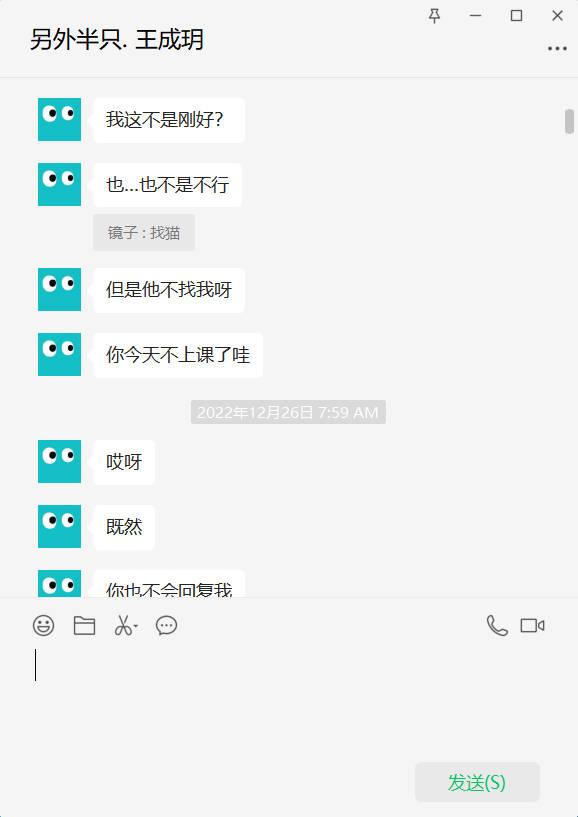 另外半只. 王成玥
我这不是刚好?
也...也不是不行
镜子 : 找猫
但是他不找我呀
你今天不上课了哇
2022年12月26日 7:59 AM
哎呀
既然
你也不会回复我
发送(S)